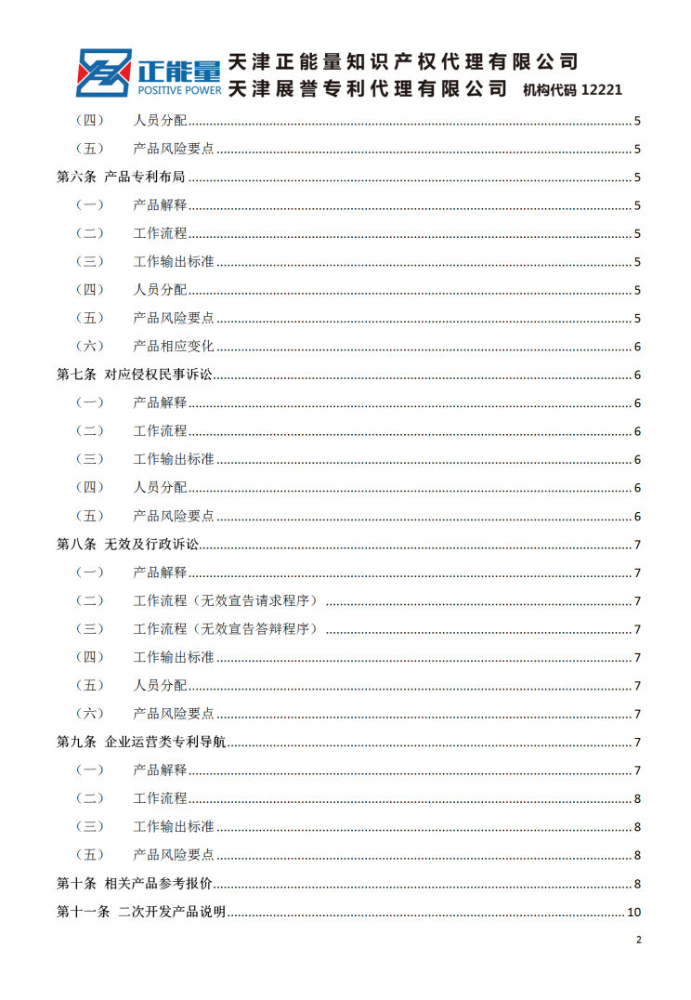 正能量
POSITIVE POWER
天津正能量知识产权代理有限公司
天津展誉专利代理有限公司 机构代码 12221
（四） 人员分配 5
（五） 产品风险要点 5
第六条 产品专利布局 5
（一） 产品解释 5
（二） 工作流程 5
（三） 工作输出标准 5
（四） 人员分配 5
（五） 产品风险要点 5
（六） 产品相应变化 6
第七条 对应侵权民事诉讼 6
（一） 产品解释 6
（二） 工作流程 6
（三） 工作输出标准 6
（四） 人员分配 6
（五） 产品风险要点 6
第八条 无效及行政诉讼 7
（一） 产品解释 7
（二） 工作流程（无效宣告请求程序） 7
（三） 工作流程（无效宣告答辩程序） 7
（四） 工作输出标准 7
（五） 人员分配 7
（六） 产品风险要点 7
第九条 企业运营类专利导航 7
（一） 产品解释 7
（二） 工作流程 8
（三） 工作输出标准 8
（五） 产品风险要点 8
第十条 相关产品参考报价 8
第十一条 二次开发产品说明 10
2